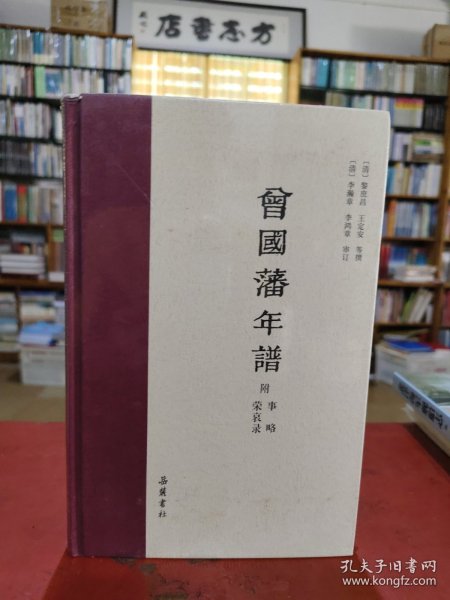 方志書店
[清] 黎庶昌 王定安 等撰
[清] 李瀚章 李鸿章 审订
曾國藩年譜
附
事略
荣哀录
岳麓書社
孔夫子旧书网
www.kongfz.com